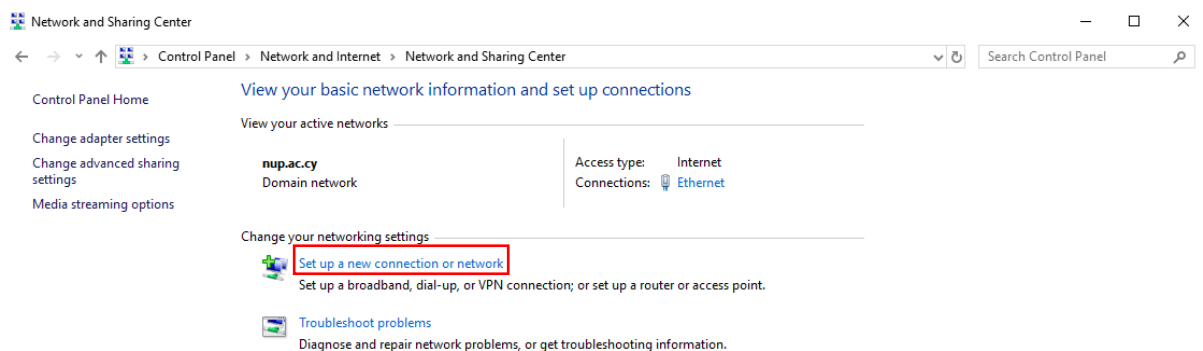 Network and Sharing Center
Control Panel > Network and Internet > Network and Sharing Center
Search Control Panel
Control Panel Home
Change adapter settings
Change advanced sharing
settings
Media streaming options
View your basic network information and set up connections
View your active networks
nup.ac.cy
Domain network
Access type: Internet
Connections: Ethernet
Change your networking settings
Set up a new connection or network
Set up a broadband, dial-up, or VPN connection; or set up a router or access point.
Troubleshoot problems
Diagnose and repair network problems, or get troubleshooting information.